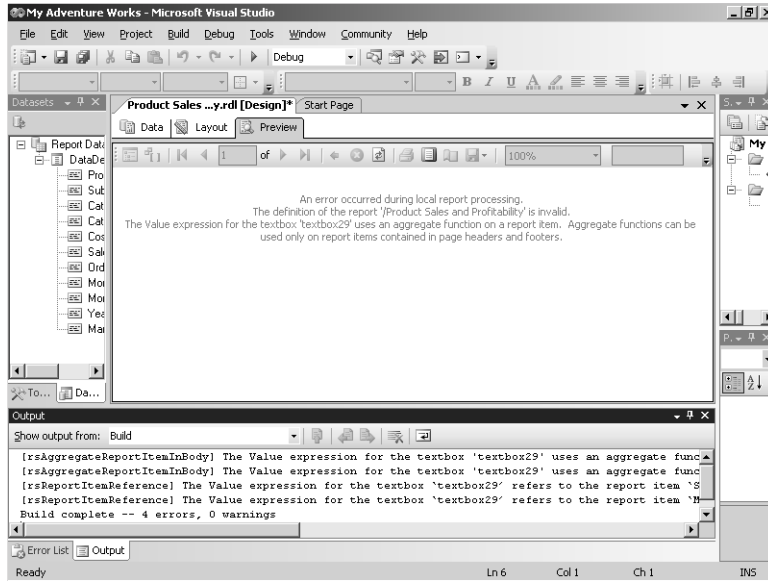 My Adventure Works - Microsoft Visual Studio
File Edit View Project Build Debug Tools Window Community Help
Debug
B I U A
Datasets
Product Sales ...y.rdl [Design]* Start Page
S...
Data Layout Preview
Report Data
DataDe
Pro
Sub
Cat
Cat
Cos
Sal
Ord
Mor
Mor
Yea
Mar
1 of
100%
My
An error occurred during local report processing.
The definition of the report '/Product Sales and Profitability' is invalid.
The Value expression for the textbox 'textbox29' uses an aggregate function on a report item. Aggregate functions can be
used only on report items contained in page headers and footers.
P...
To... Da...
Output
Show output from: Build
[rsAggregateReportItemInBody] The Value expression for the textbox 'textbox29' uses an aggregate func
[rsAggregateReportItemInBody] The Value expression for the textbox 'textbox29' uses an aggregate func
[rsReportItemReference] The Value expression for the textbox `textbox29´ refers to the report item `S
[rsReportItemReference] The Value expression for the textbox `textbox29´ refers to the report item `M
Build complete -- 4 errors, 0 warnings
Error List Output
Ready Ln 6 Col 1 Ch 1 INS